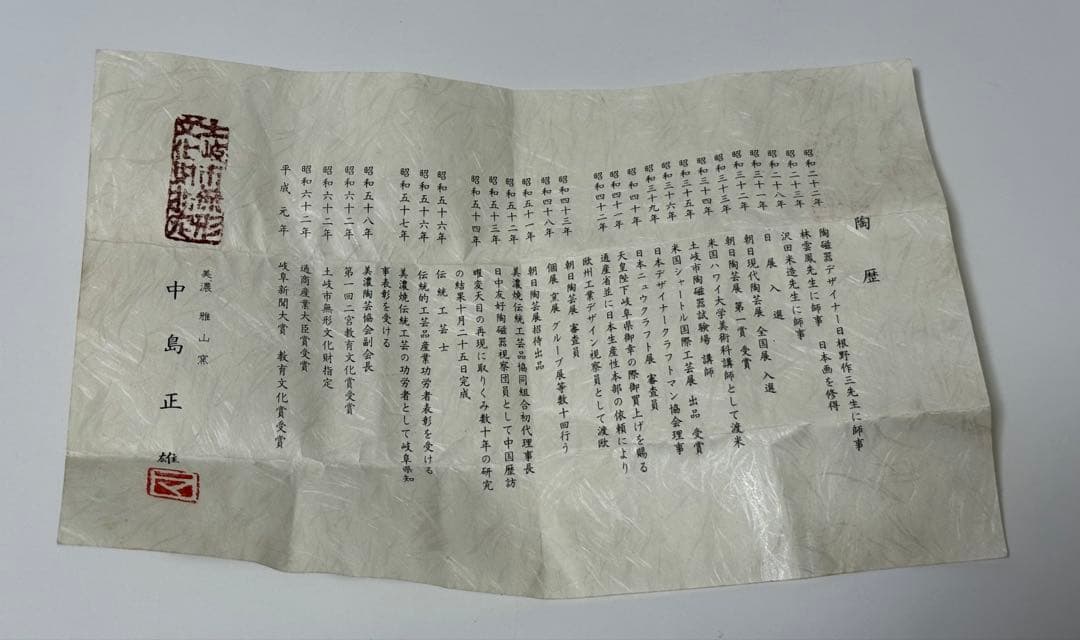 陶歴
昭和二十二年 陶磁器デザイナー日根野作三先生に師事
昭和二十三年 林雲鳳先生に師事 日本画を修得
昭和二十八年 沢田米造先生に師事
昭和三十一年 日展入選
昭和三十二年 朝日現代陶芸展 全国展 入選
昭和三十三年 朝日陶芸展 第一賞 受賞
昭和三十四年 米国ハワイ大学美術科講師として渡米
昭和三十五年 土岐市陶磁器試験場 講師
昭和三十六年 米国シャートル国際工芸展 出品 受賞
昭和三十九年 日本デザイナークラフトマン協会理事
昭和四十年 日本ニュウクラフト展 審査員
昭和四十一年 天皇陛下岐阜県御幸の際御買上げを賜る
昭和四十二年 通産省並に日本生産性本部の依頼により
欧州工業デザイン視察員として渡欧
昭和四十三年 朝日陶芸展 審査員
昭和四十八年 個展 窯展 グループ展等数十回行う
昭和五十一年 朝日陶芸展招待出品
昭和五十二年 美濃焼伝統工芸品協同組合初代理事長
昭和五十三年 日中友好陶磁器視察団員として中国歴訪
昭和五十四年 曜変天目の再現に取りくみ数十年の研究
の結果十月二十五日完成
昭和五十六年 伝統工芸士
昭和五十六年 伝統的工芸品産業功労者表彰を受ける
昭和五十七年 美濃焼伝統工芸の功労者として岐阜県知
事表彰を受ける
昭和五十八年 美濃陶芸協会副会長
昭和六十二年 第一回二宮教育文化賞受賞
昭和六十二年 土岐市無形文化財指定
昭和六十二年 通商産業大臣賞受賞
平成元年 岐阜新聞大賞 教育文化賞受賞
美濃 雅山窯
中島正雄
土岐市無形
文化財